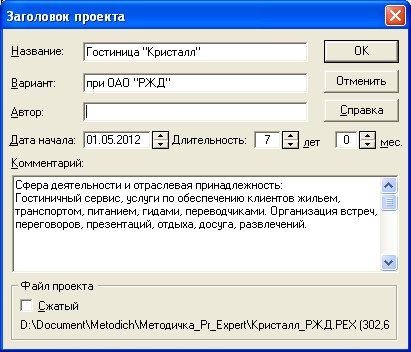 Заголовок проекта
Название: Гостиница "Кристалл" OK
Вариант: при ОАО "РЖД" Отменить
Автор: Справка
Дата начала: 01.05.2012 Длительность: 7 лет 0 мес.
Комментарий:
Сфера деятельности и отраслевая принадлежность:
Гостиничный сервис, услуги по обеспечению клиентов жильем,
транспортом, питанием, гидами, переводчиками. Организация встреч,
переговоров, презентаций, отдыха, досуга, развлечений.
Файл проекта
Сжатый
D:\Document\Metodich\Методичка_Pr_Expert\Кристалл_РЖД.PEX (302,6